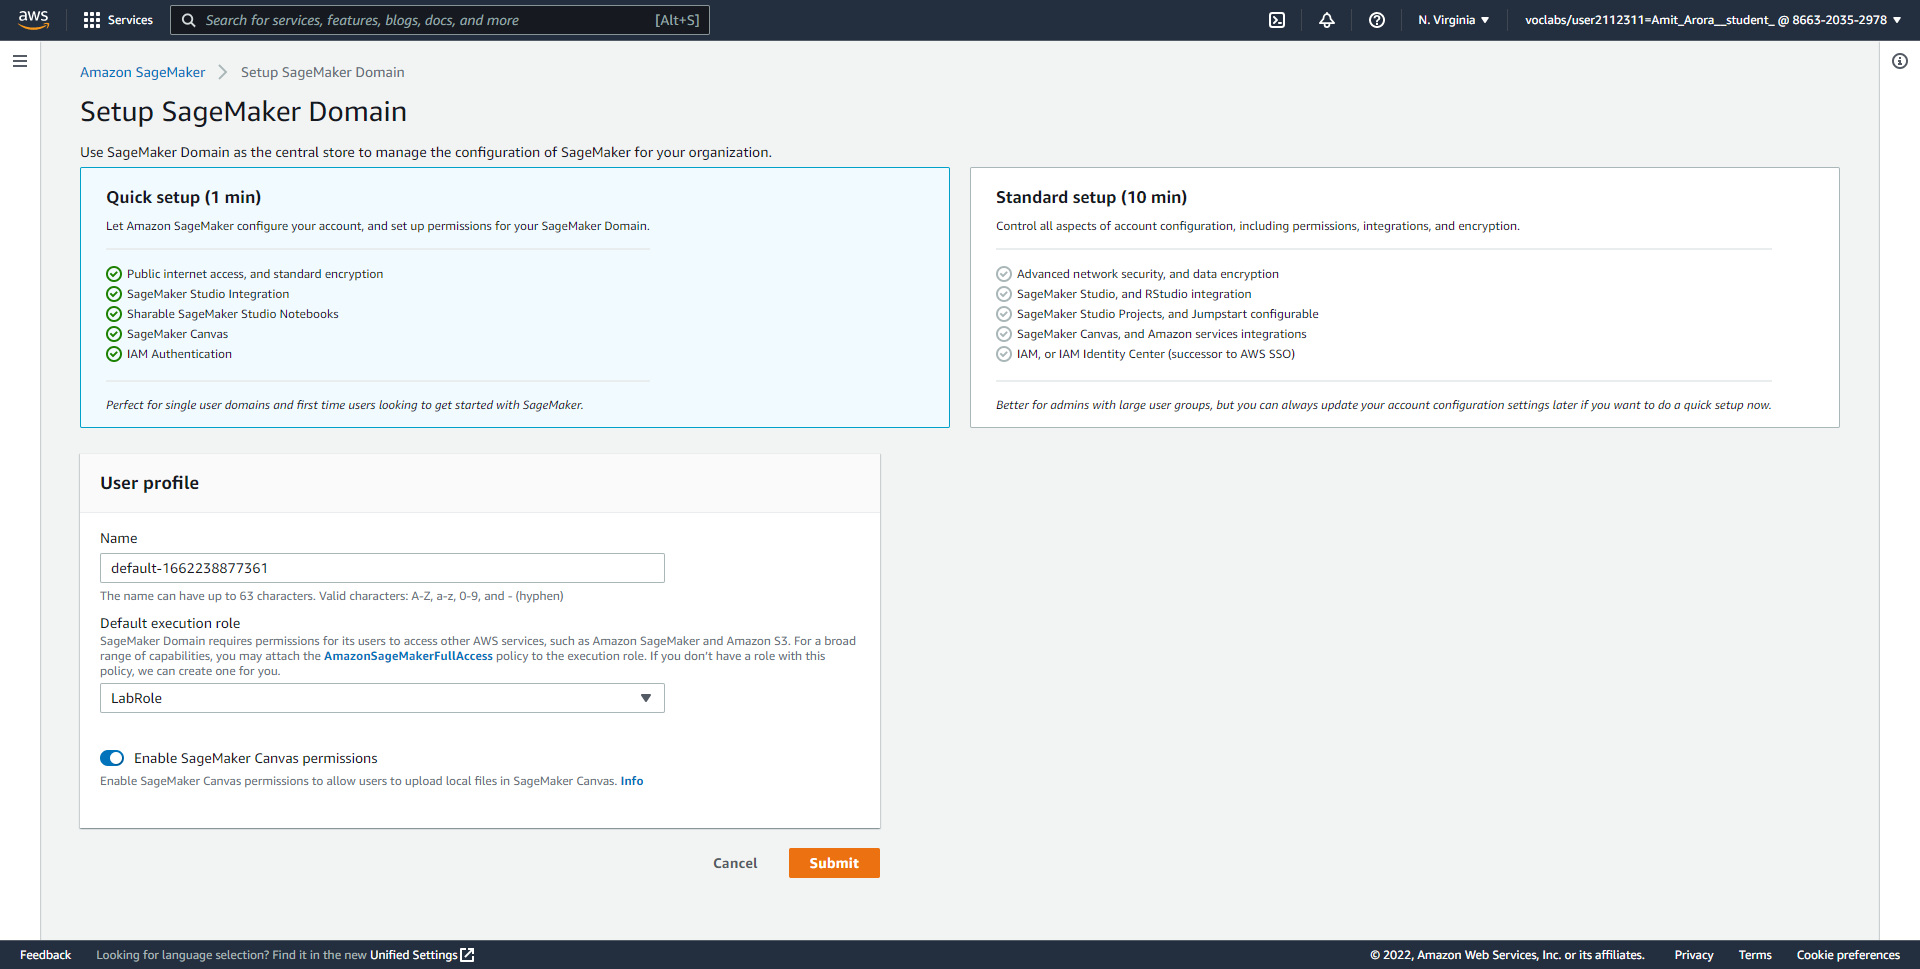 aws Services Search for services, features, blogs, docs, and more [Alt+S] N. Virginia voclabs/user2112311=Amit_Arora__student_ @ 8663-2035-2978
Amazon SageMaker Setup SageMaker Domain
Setup SageMaker Domain
Use SageMaker Domain as the central store to manage the configuration of SageMaker for your organization.
Quick setup (1 min)
Let Amazon SageMaker configure your account, and set up permissions for your SageMaker Domain.
Public internet access, and standard encryption
SageMaker Studio Integration
Sharable SageMaker Studio Notebooks
SageMaker Canvas
IAM Authentication
Perfect for single user domains and first time users looking to get started with SageMaker.
Standard setup (10 min)
Control all aspects of account configuration, including permissions, integrations, and encryption.
Advanced network security, and data encryption
SageMaker Studio, and RStudio integration
SageMaker Studio Projects, and Jumpstart configurable
SageMaker Canvas, and Amazon services integrations
IAM, or IAM Identity Center (successor to AWS SSO)
Better for admins with large user groups, but you can always update your account configuration settings later if you want to do a quick setup now.
User profile
Name
default-1662238877361
The name can have up to 63 characters. Valid characters: A-Z, a-z, 0-9, and - (hyphen)
Default execution role
SageMaker Domain requires permissions for its users to access other AWS services, such as Amazon SageMaker and Amazon S3. For a broad
range of capabilities, you may attach the AmazonSageMakerFullAccess policy to the execution role. If you don't have a role with this
policy, we can create one for you.
LabRole
Enable SageMaker Canvas permissions
Enable SageMaker Canvas permissions to allow users to upload local files in SageMaker Canvas. Info
Cancel Submit
Feedback Looking for language selection? Find it in the new Unified Settings © 2022, Amazon Web Services, Inc. or its affiliates. Privacy Terms Cookie preferences